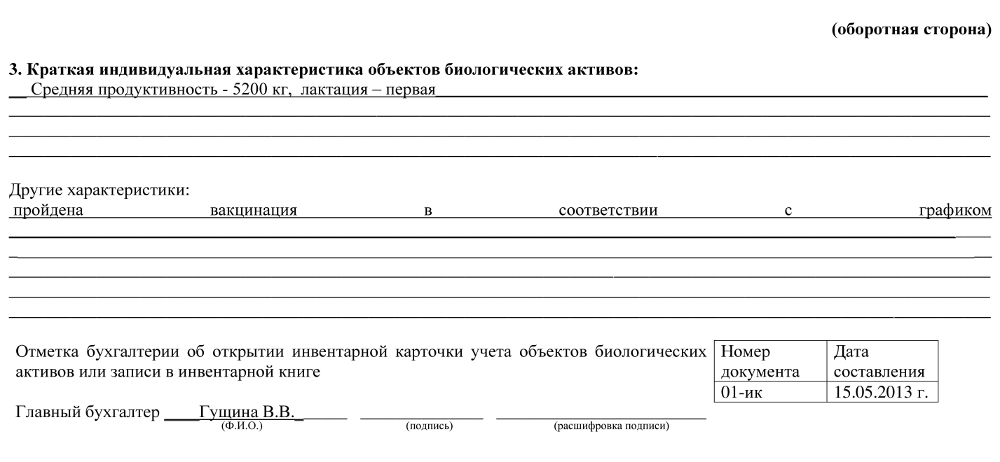 (оборотная сторона)
3. Краткая индивидуальная характеристика объектов биологических активов:
Средняя продуктивность - 5200 кг, лактация – первая
Другие характеристики:
пройдена вакцинация в соответствии с графиком
Отметка бухгалтерии об открытии инвентарной карточки учета объектов биологических
активов или записи в инвентарной книге
Номер документа
Дата составления
01-ик
15.05.2013 г.
Главный бухгалтер Гущина В.В.
(Ф.И.О.) (подпись) (расшифровка подписи)